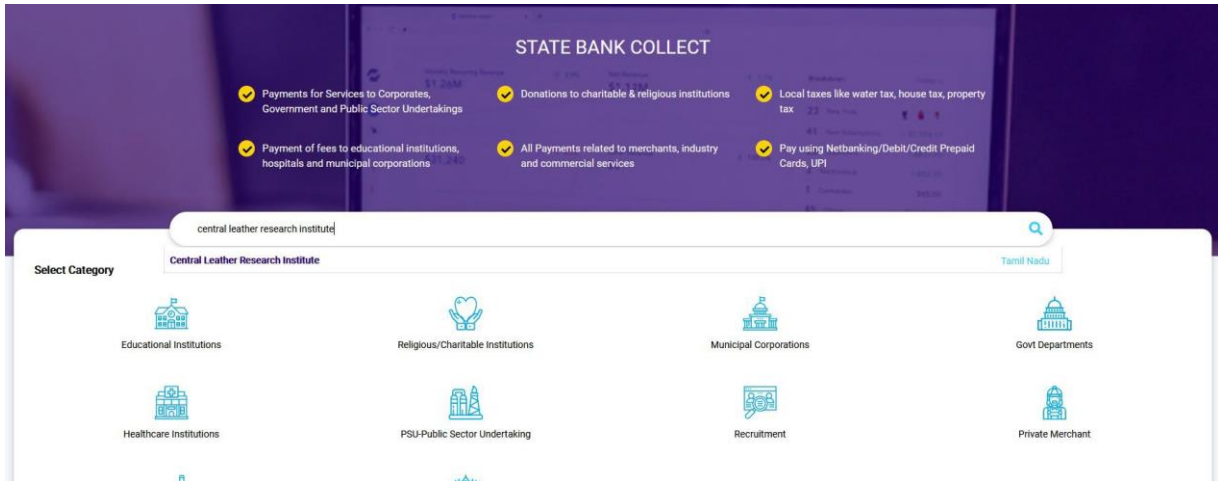 STATE BANK COLLECT
Payments for Services to Corporates,
Government and Public Sector Undertakings
Donations to charitable & religious institutions
Local taxes like water tax, house tax, property
tax
Payment of fees to educational institutions,
hospitals and municipal corporations
All Payments related to merchants, industry
and commercial services
Pay using Netbanking/Debit/Credit Prepaid
Cards, UPI
central leather research institute
Select Category
Central Leather Research Institute
Tamil Nadu
Educational Institutions
Religious/Charitable Institutions
Municipal Corporations
Govt Departments
Healthcare Institutions
PSU-Public Sector Undertaking
Recruitment
Private Merchant